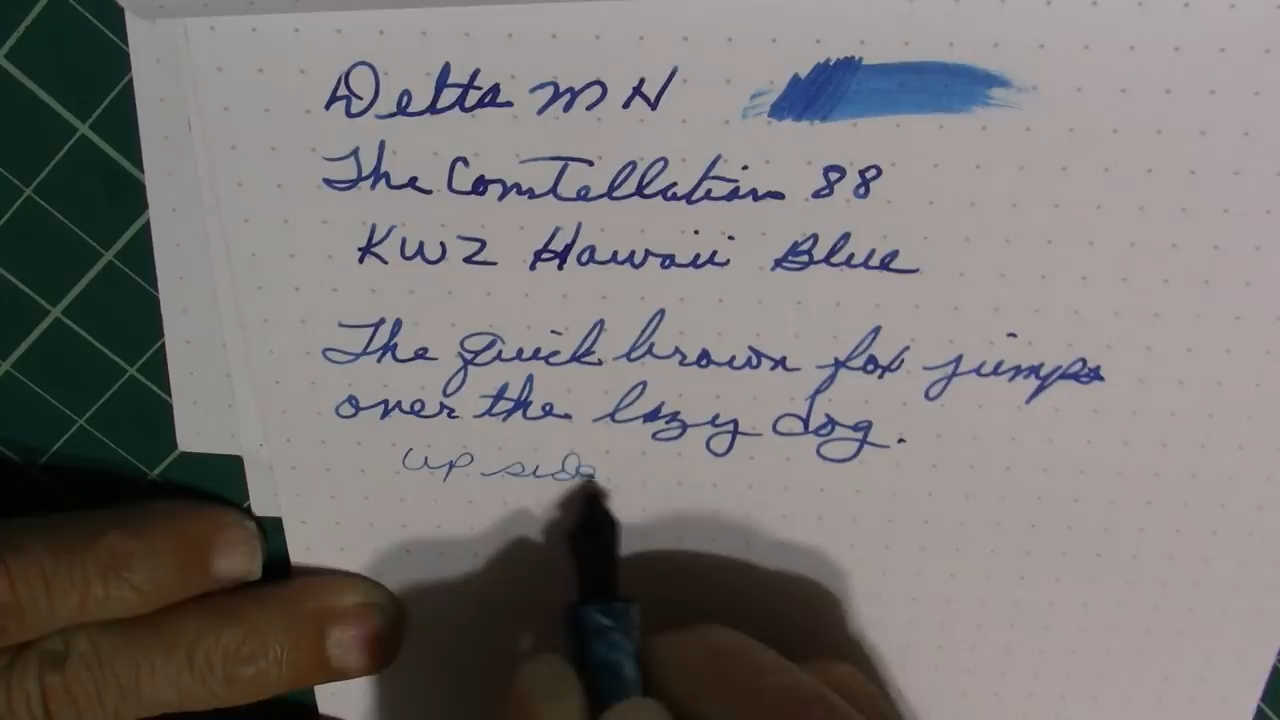 Delta m N
The Constellation 88
KWZ Hawaii Blue
The quick brown fox jumps
over the lazy dog.
up side